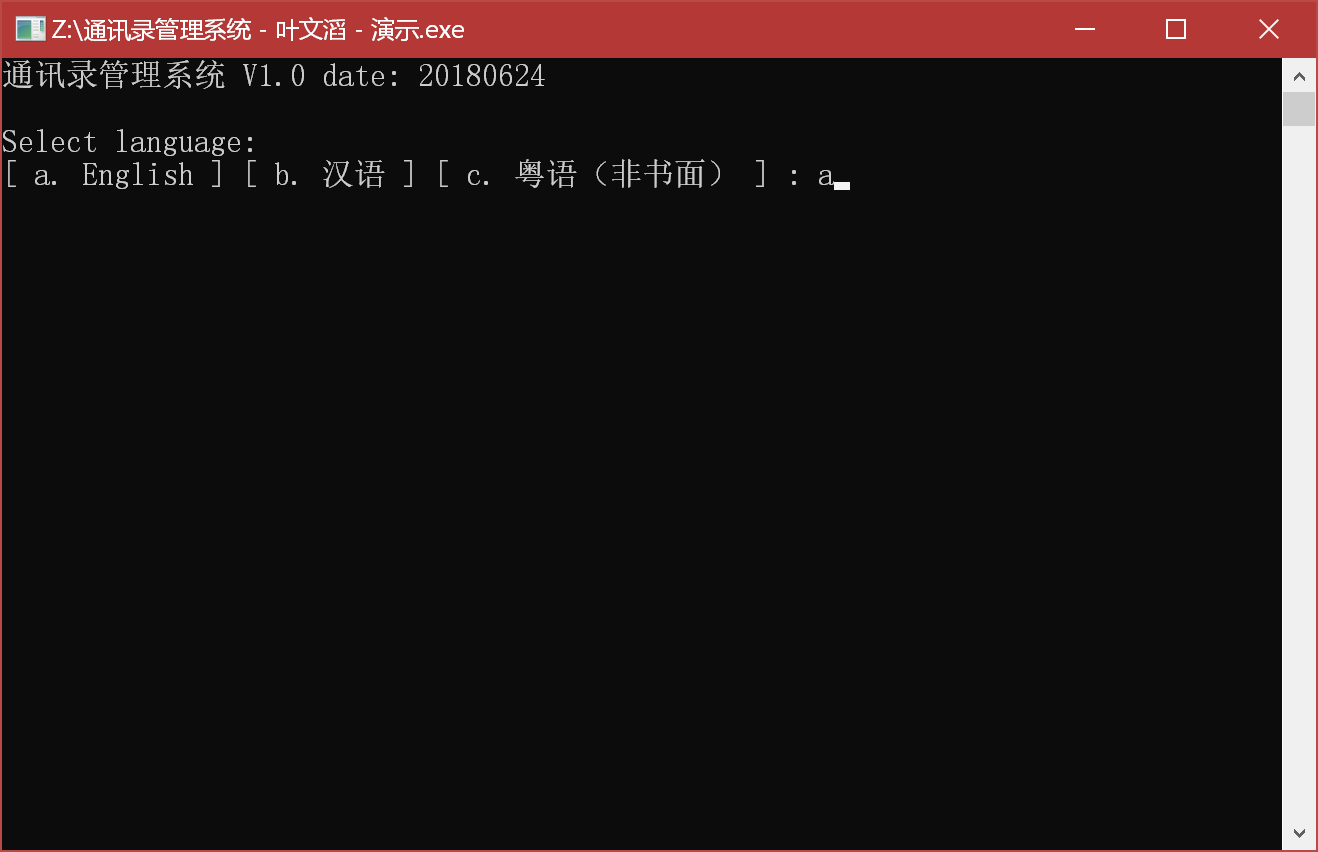 Z:\通讯录管理系统 - 叶文滔 - 演示.exe
通讯录管理系统 V1.0 date: 20180624
Select language:
[ a. English ] [ b. 汉语 ] [ c. 粤语（非书面） ] : a